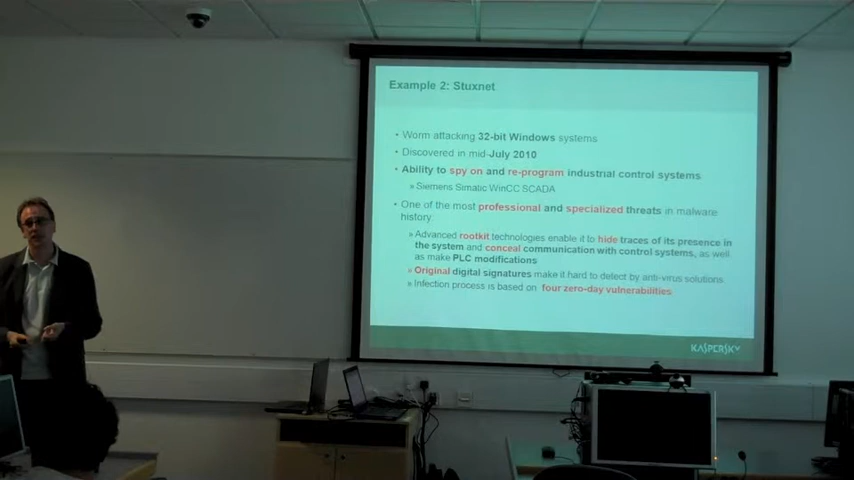 Example 2: Stuxnet
• Worm attacking 32-bit Windows systems
• Discovered in mid-July 2010
• Ability to spy on and re-program industrial control systems
» Siemens Simatic WinCC SCADA
• One of the most professional and specialized threats in malware
history.
» Advanced rootkit technologies enable it to hide traces of its presence in
the system and conceal communication with control systems, as well
as make PLC modifications
» Original digital signatures make it hard to detect by anti-virus solutions.
» Infection process is based on four zero-day vulnerabilities
KASPERSKY